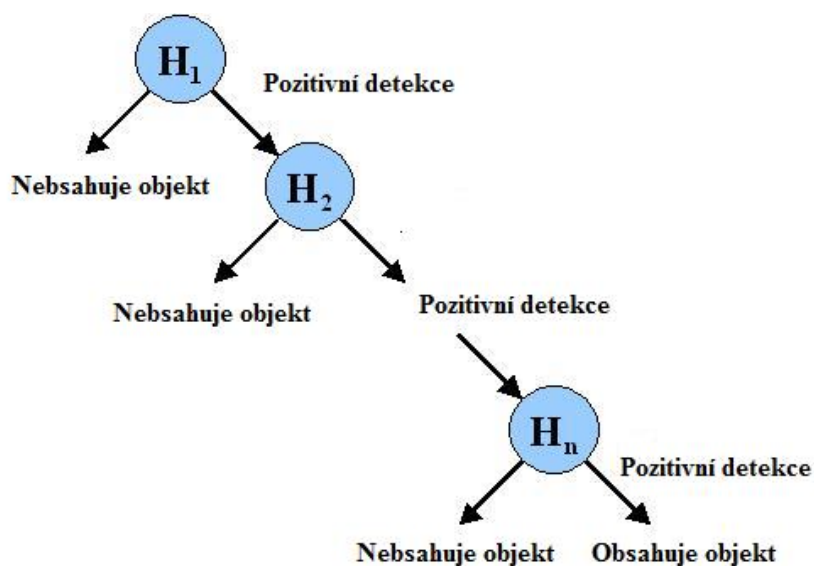 H1
Pozitivní detekce
Nebsahuje objekt
H2
Nebsahuje objekt
Pozitivní detekce
Hn
Pozitivní detekce
Nebsahuje objekt
Obsahuje objekt